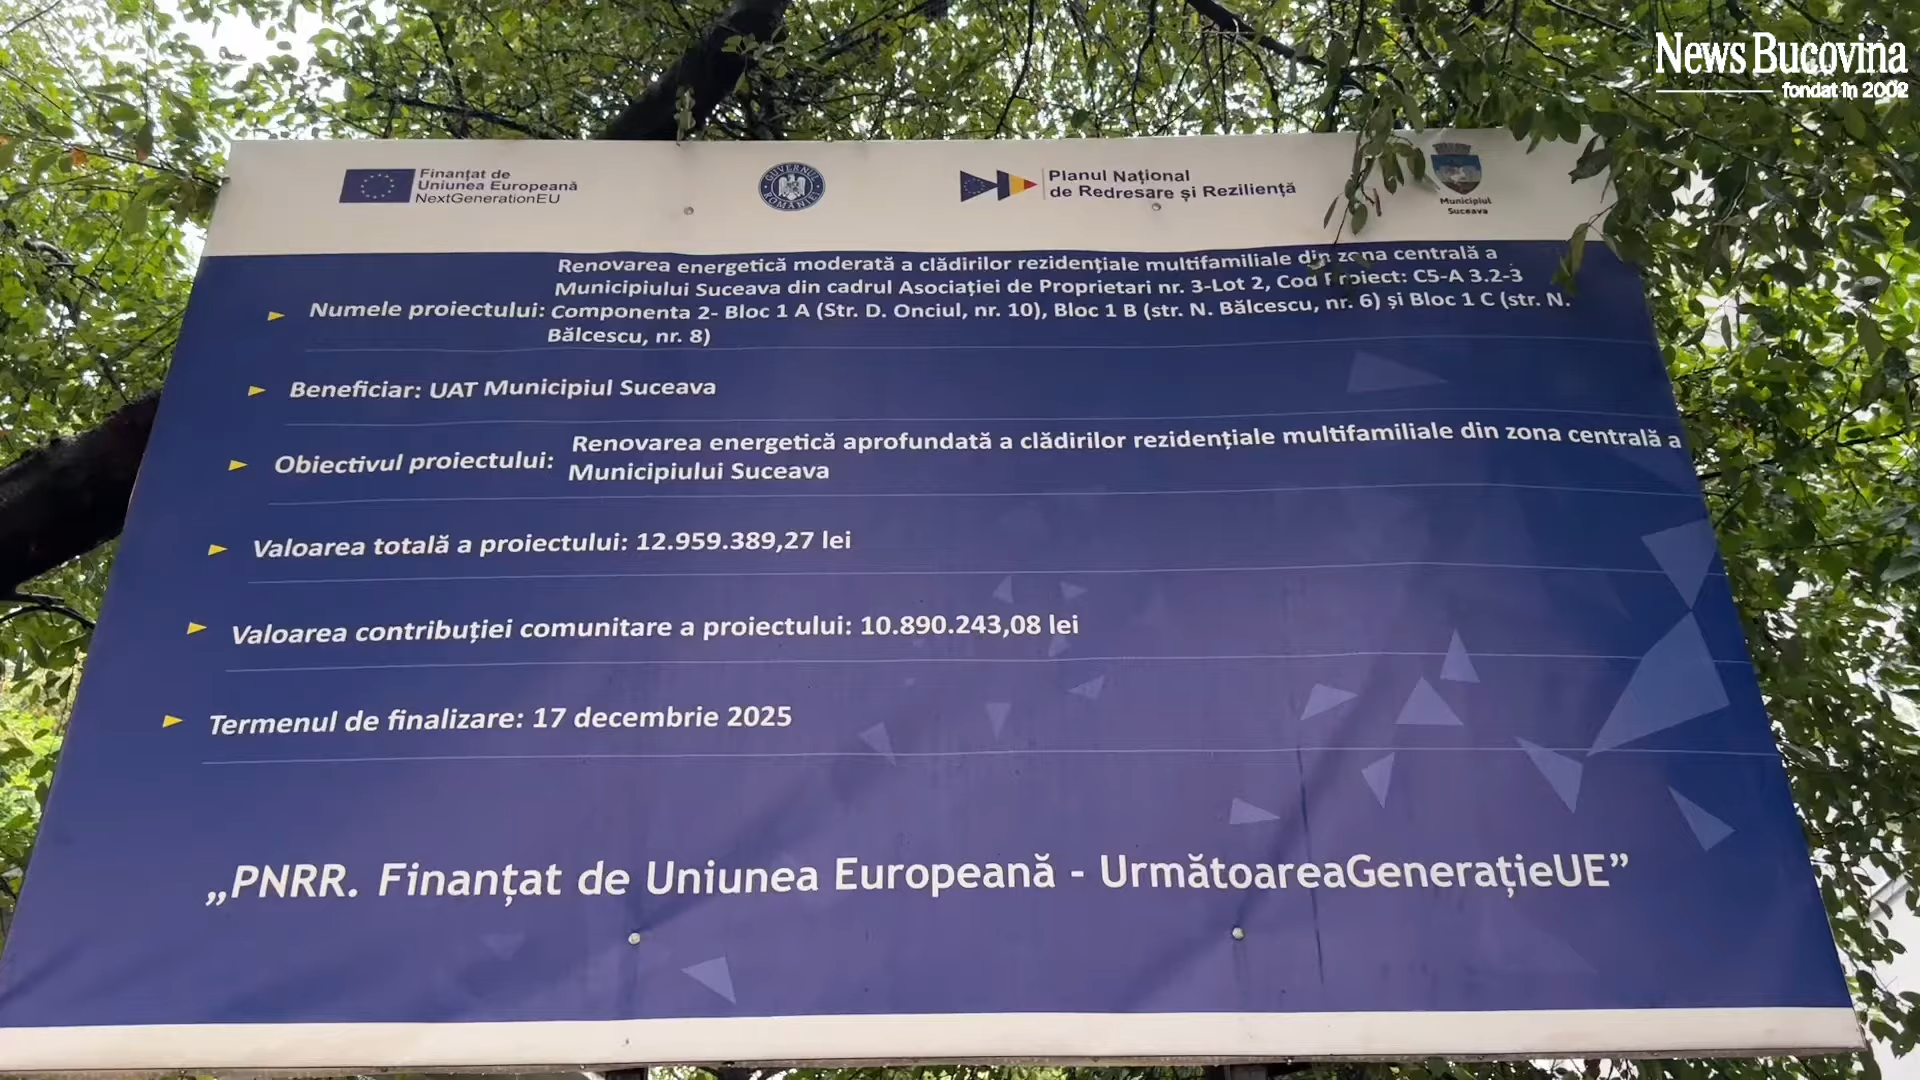 News Bucovina
fondat în 2002
Finanțat de
Uniunea Europeană
NextGenerationEU
GUVERNUL ROMÂNIEI
Planul Național
de Redresare și Reziliență
Municipiul
Suceava
Numele proiectului:
Renovarea energetică moderată a clădirilor rezidențiale multifamiliale din zona centrală a
Municipiului Suceava din cadrul Asociației de Proprietari nr. 3-Lot 2, Cod Proiect: C5-A 3.2-3
Componenta 2- Bloc 1 A (Str. D. Onciul, nr. 10), Bloc 1 B (str. N. Bălcescu, nr. 6) și Bloc 1 C (str. N.
Bălcescu, nr. 8)
Beneficiar: UAT Municipiul Suceava
Obiectivul proiectului:
Renovarea energetică aprofundată a clădirilor rezidențiale multifamiliale din zona centrală a
Municipiului Suceava
Valoarea totală a proiectului: 12.959.389,27 lei
Valoarea contribuției comunitare a proiectului: 10.890.243,08 lei
Termenul de finalizare: 17 decembrie 2025
„PNRR. Finanțat de Uniunea Europeană - UrmătoareaGenerațieUE”